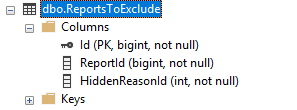 dbo.ReportsToExclude
Columns
Id (PK, bigint, not null)
ReportId (bigint, not null)
HiddenReasonId (int, not null)
Keys